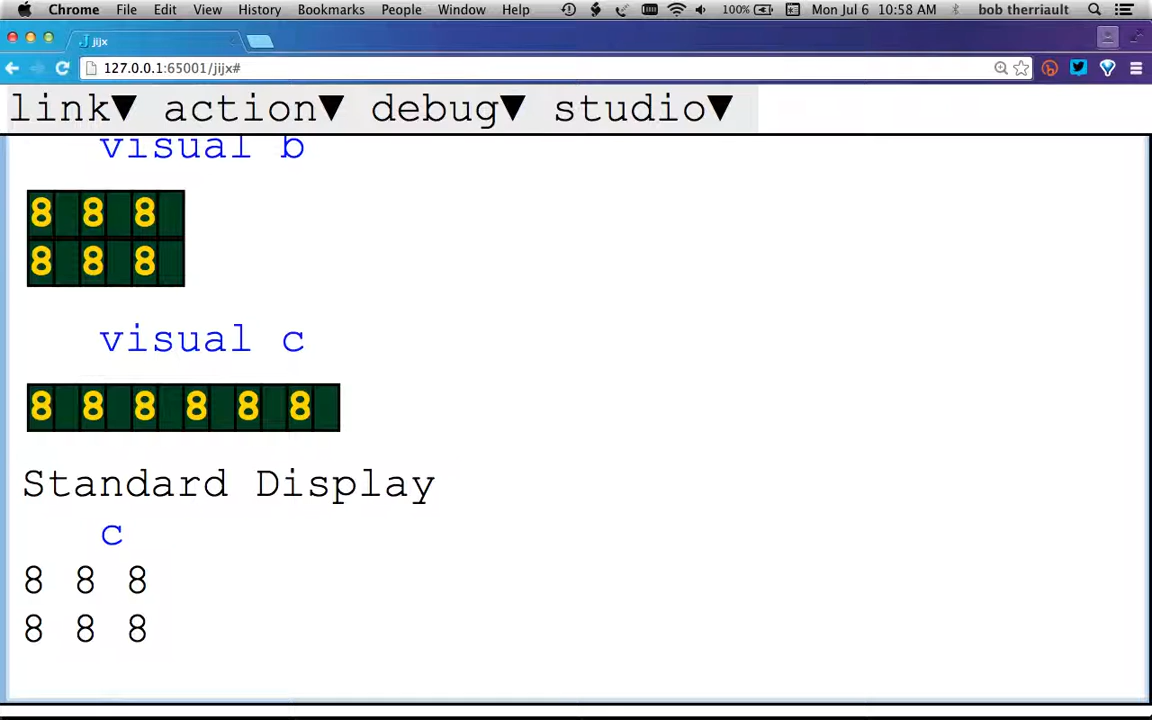 Chrome File Edit View History Bookmarks People Window Help 100% Mon Jul 6 10:58 AM bob therriault
jijx
127.0.0.1:65001/jijx#
link▼ action▼ debug▼ studio▼
visual b
8 8 8
8 8 8
visual c
8 8 8 8 8 8
Standard Display
c
8 8 8
8 8 8